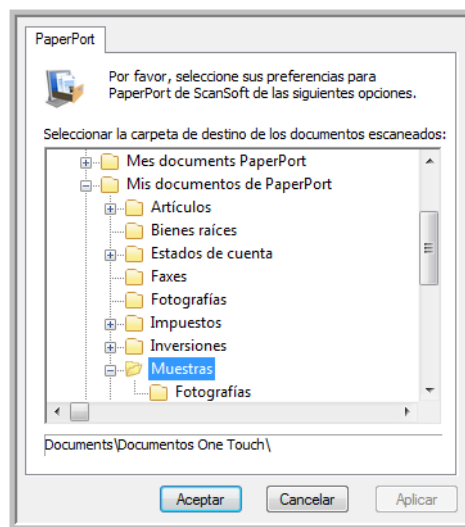 PaperPort
Por favor, seleccione sus preferencias para
PaperPort de ScanSoft de las siguientes opciones.
Seleccionar la carpeta de destino de los documentos escaneados:
Mes documents PaperPort
Mis documentos de PaperPort
Artículos
Bienes raíces
Estados de cuenta
Faxes
Fotografías
Impuestos
Inversiones
Muestras
Fotografías
Documents\Documentos One Touch\
Aceptar Cancelar Aplicar